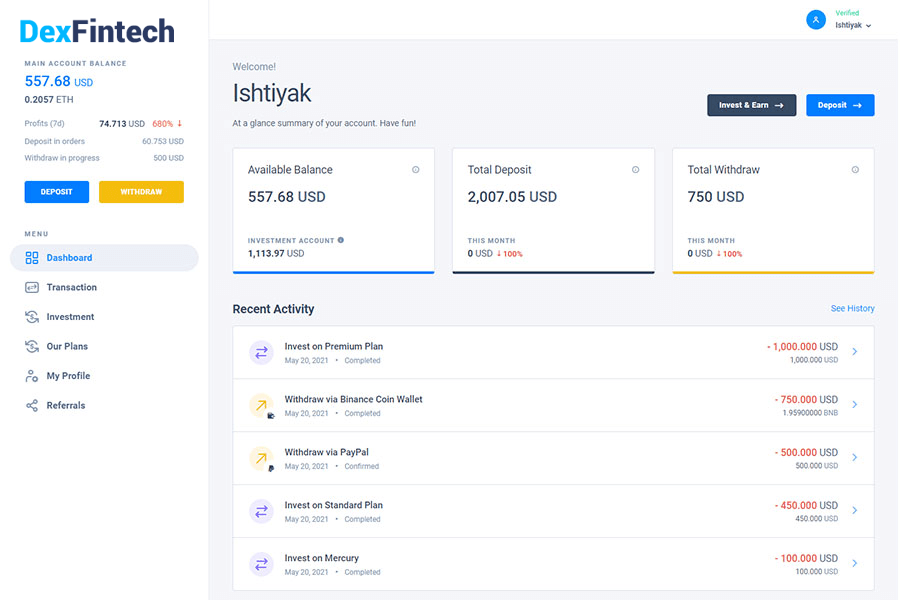 DexFintech
MAIN ACCOUNT BALANCE
557.68 USD
0.2057 ETH
Profits (7d) 74.713 USD 680% ↓
Deposit in orders 60.753 USD
Withdraw in progress 500 USD
DEPOSIT WITHDRAW
MENU
Dashboard
Transaction
Investment
Our Plans
My Profile
Referrals
Verified
Ishtiyak
Welcome!
Ishtiyak
At a glance summary of your account. Have fun!
Invest & Earn → Deposit →
Available Balance
557.68 USD
INVESTMENT ACCOUNT
1,113.97 USD
Total Deposit
2,007.05 USD
THIS MONTH
0 USD ↓ 100%
Total Withdraw
750 USD
THIS MONTH
0 USD ↓ 100%
Recent Activity See History
Invest on Premium Plan - 1,000.000 USD
May 20, 2021 • Completed 1,000.000 USD
Withdraw via Binance Coin Wallet - 750.000 USD
May 20, 2021 • Completed 1.95900000 BNB
Withdraw via PayPal - 500.000 USD
May 20, 2021 • Confirmed 500.000 USD
Invest on Standard Plan - 450.000 USD
May 20, 2021 • Completed 450.000 USD
Invest on Mercury - 100.000 USD
May 20, 2021 • Completed 100.000 USD